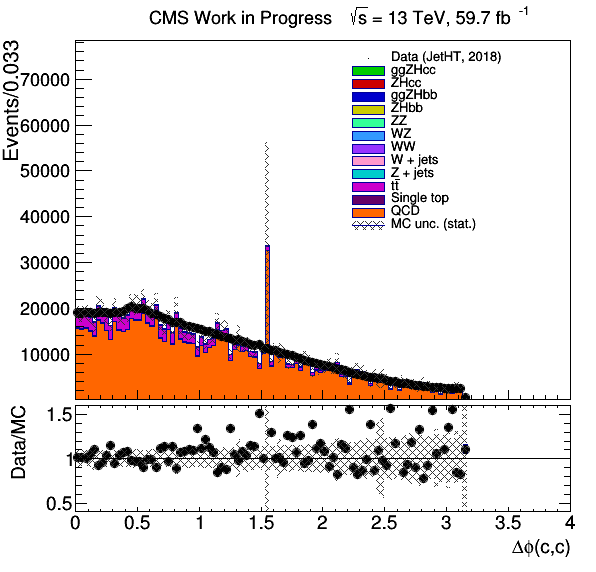 CMS Work in Progress √s = 13 TeV, 59.7 fb⁻¹
Events/0.033
70000
60000
50000
40000
30000
20000
10000
Data (JetHT, 2018)
ggZHcc
ZHcc
ggZHbb
ZHbb
ZZ
WZ
WW
W + jets
Z + jets
tt̄
Single top
QCD
MC unc. (stat.)
Data/MC
1.5
1
0.5
0 0.5 1 1.5 2 2.5 3 3.5 4
Δϕ(c,c)